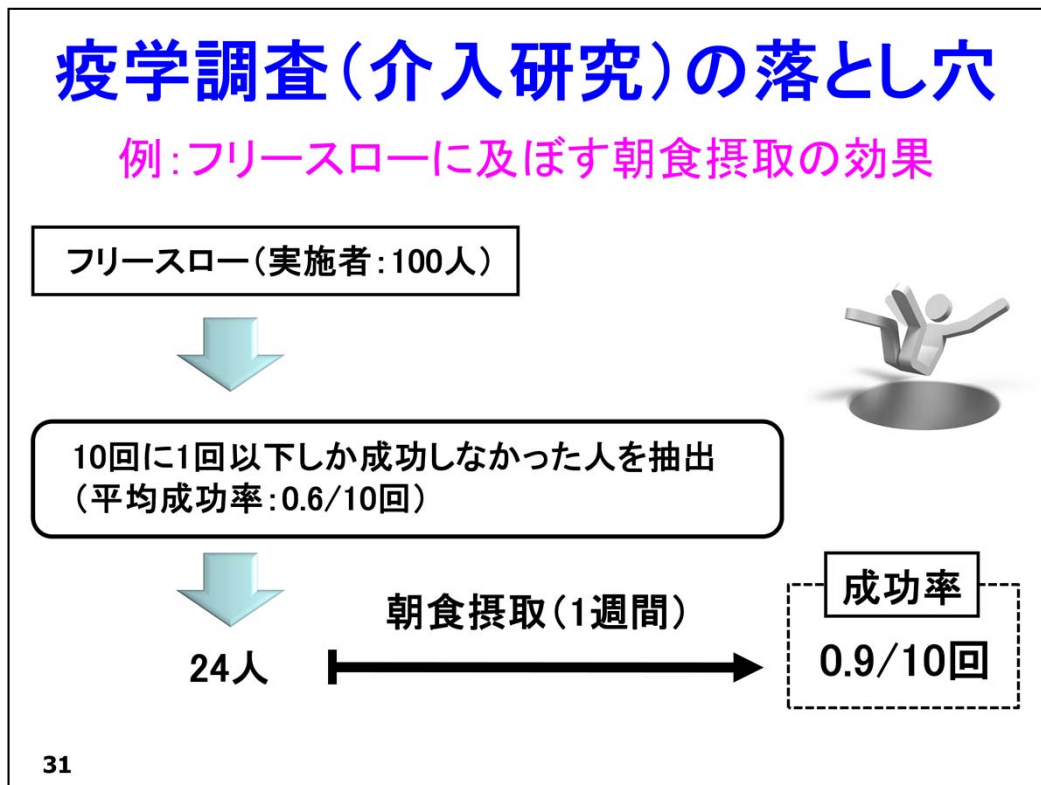 疫学調査(介入研究)の落とし穴
例:フリースローに及ぼす朝食摂取の効果
フリースロー(実施者:100人)
10回に1回以下しか成功しなかった人を抽出
(平均成功率:0.6/10回)
24人
朝食摂取(1週間)
成功率
0.9/10回
31